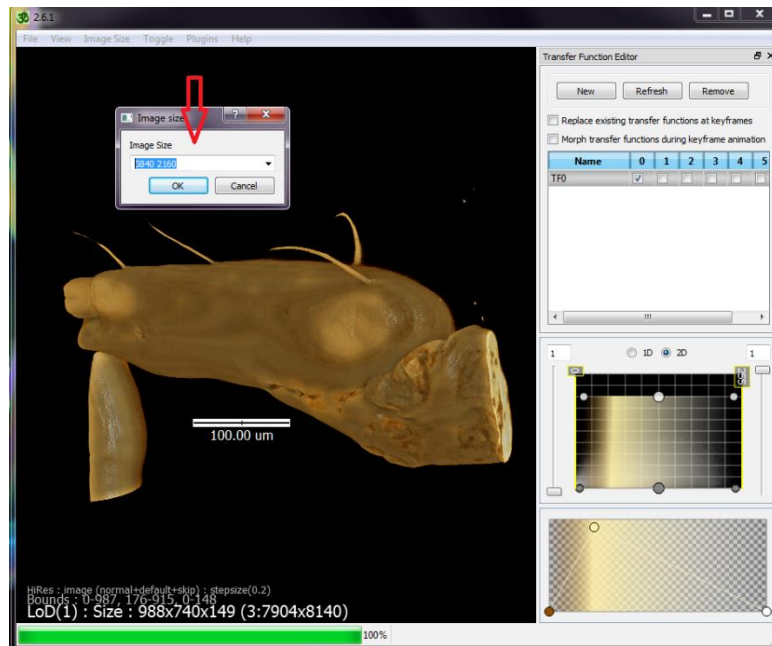 2.6.1
File View Image Size Toggle Plugins Help
Image size
Image Size
3840 2160
OK Cancel
100.00 um
HiRes : image (normal+default+skip) : stepsize(0.2)
Bounds : 0-987, 176-915, 0-148
LoD(1) : Size : 988x740x149 (3:7904x8140)
100%
Transfer Function Editor
New Refresh Remove
Replace existing transfer functions at keyframes
Morph transfer functions during keyframe animation
Name 0 1 2 3 4 5
TF0
1 1D 2D 1
0 255